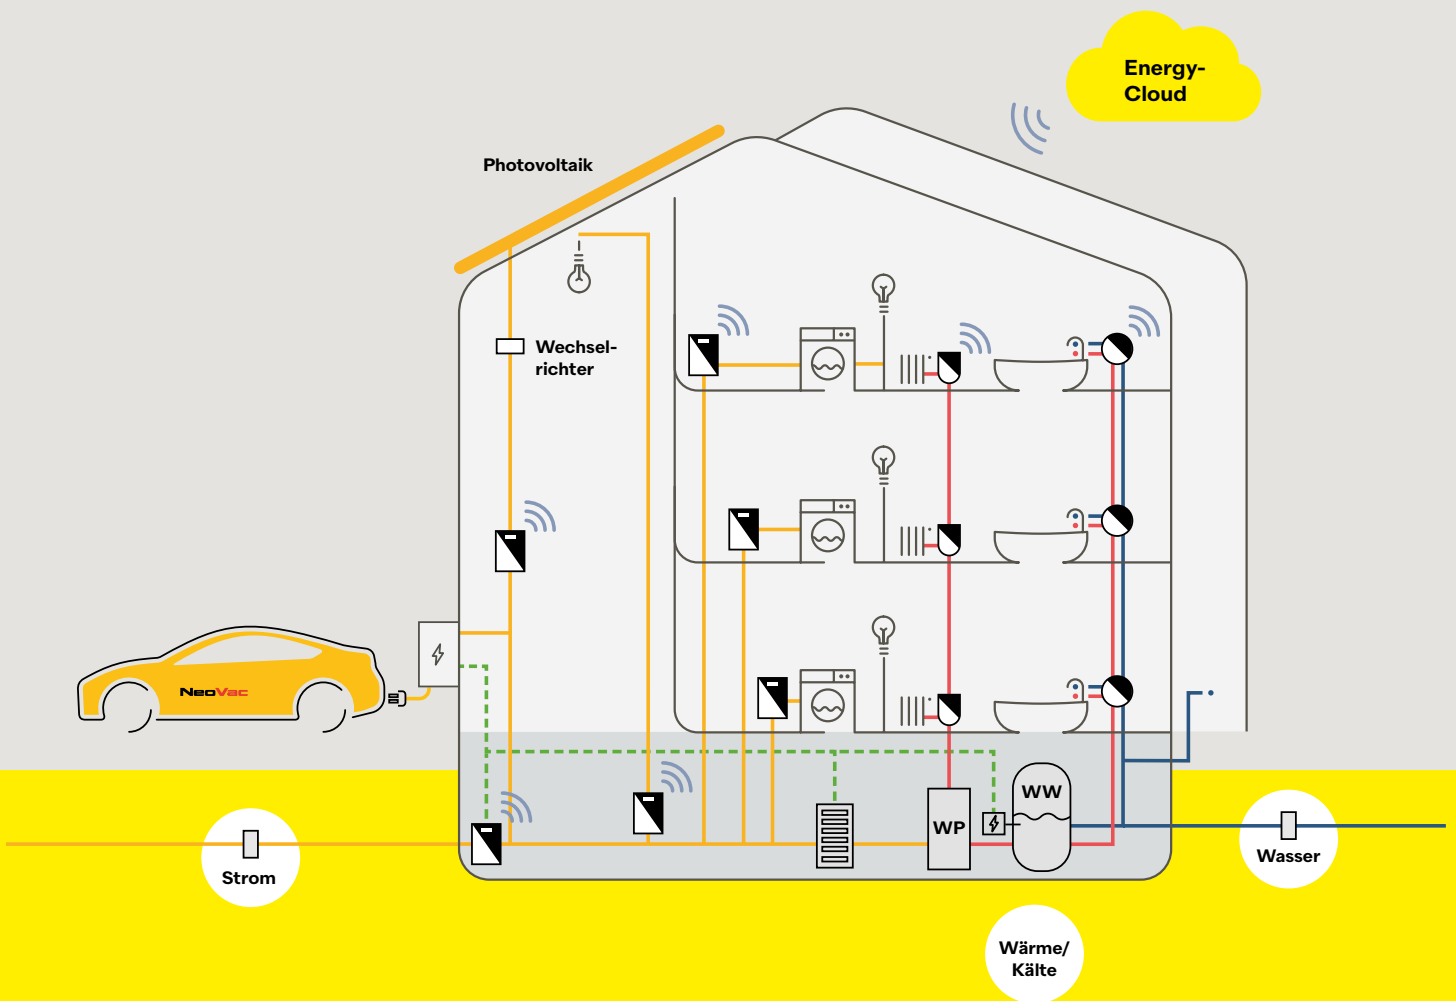 Energy-
Cloud
Photovoltaik
Wechsel-
richter
NeoVac
WW
WP
Strom
Wasser
Wärme/
Kälte